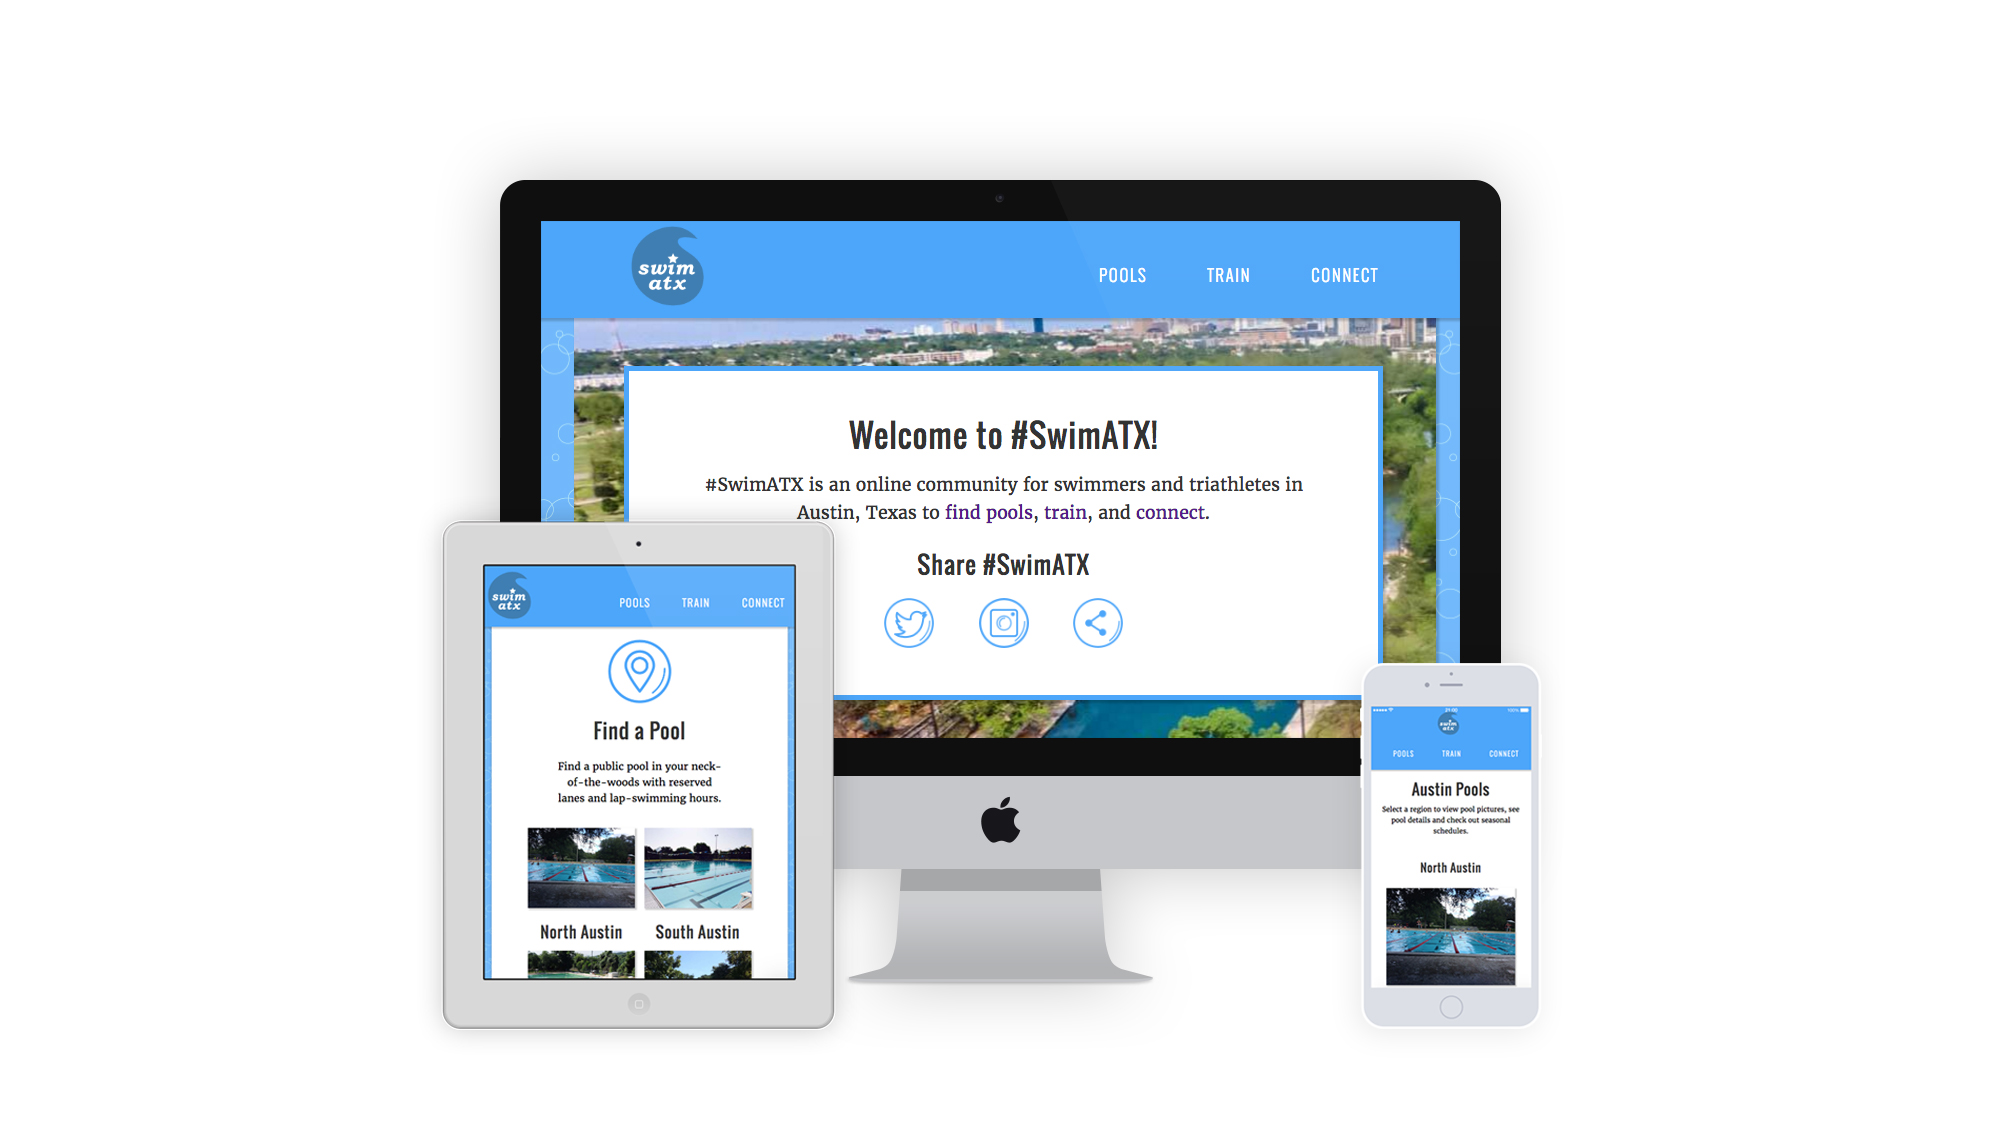 swim
atx
POOLS TRAIN CONNECT
Welcome to #SwimATX!
#SwimATX is an online community for swimmers and triathletes in
Austin, Texas to find pools, train, and connect.
Share #SwimATX
swim
atx
POOLS TRAIN CONNECT
Find a Pool
Find a public pool in your neck-
of-the-woods with reserved
lanes and lap-swimming hours.
North Austin South Austin
21:00 100%
swim
atx
POOLS TRAIN CONNECT
Austin Pools
Select a region to view pool pictures, see
pool details and check out seasonal
schedules.
North Austin